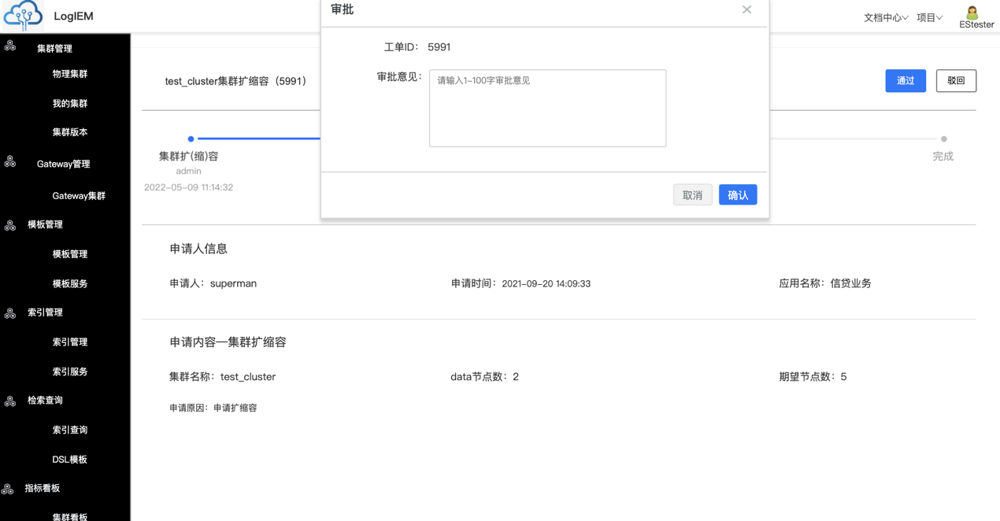 LogIEM
文档中心
项目
EStester
集群管理
物理集群
我的集群
集群版本
Gateway管理
Gateway集群
模板管理
模板管理
模板服务
索引管理
索引管理
索引服务
检索查询
索引查询
DSL模板
指标看板
集群看板
审批
工单ID： 5991
审批意见：
请输入1-100字审批意见
取消
确认
test_cluster集群扩缩容（5991）
通过
驳回
集群扩(缩)容
admin
2022-05-09 11:14:32
完成
申请人信息
申请人：superman
申请时间：2021-09-20 14:09:33
应用名称：信贷业务
申请内容—集群扩缩容
集群名称：test_cluster
data节点数：2
期望节点数：5
申请原因：申请扩缩容